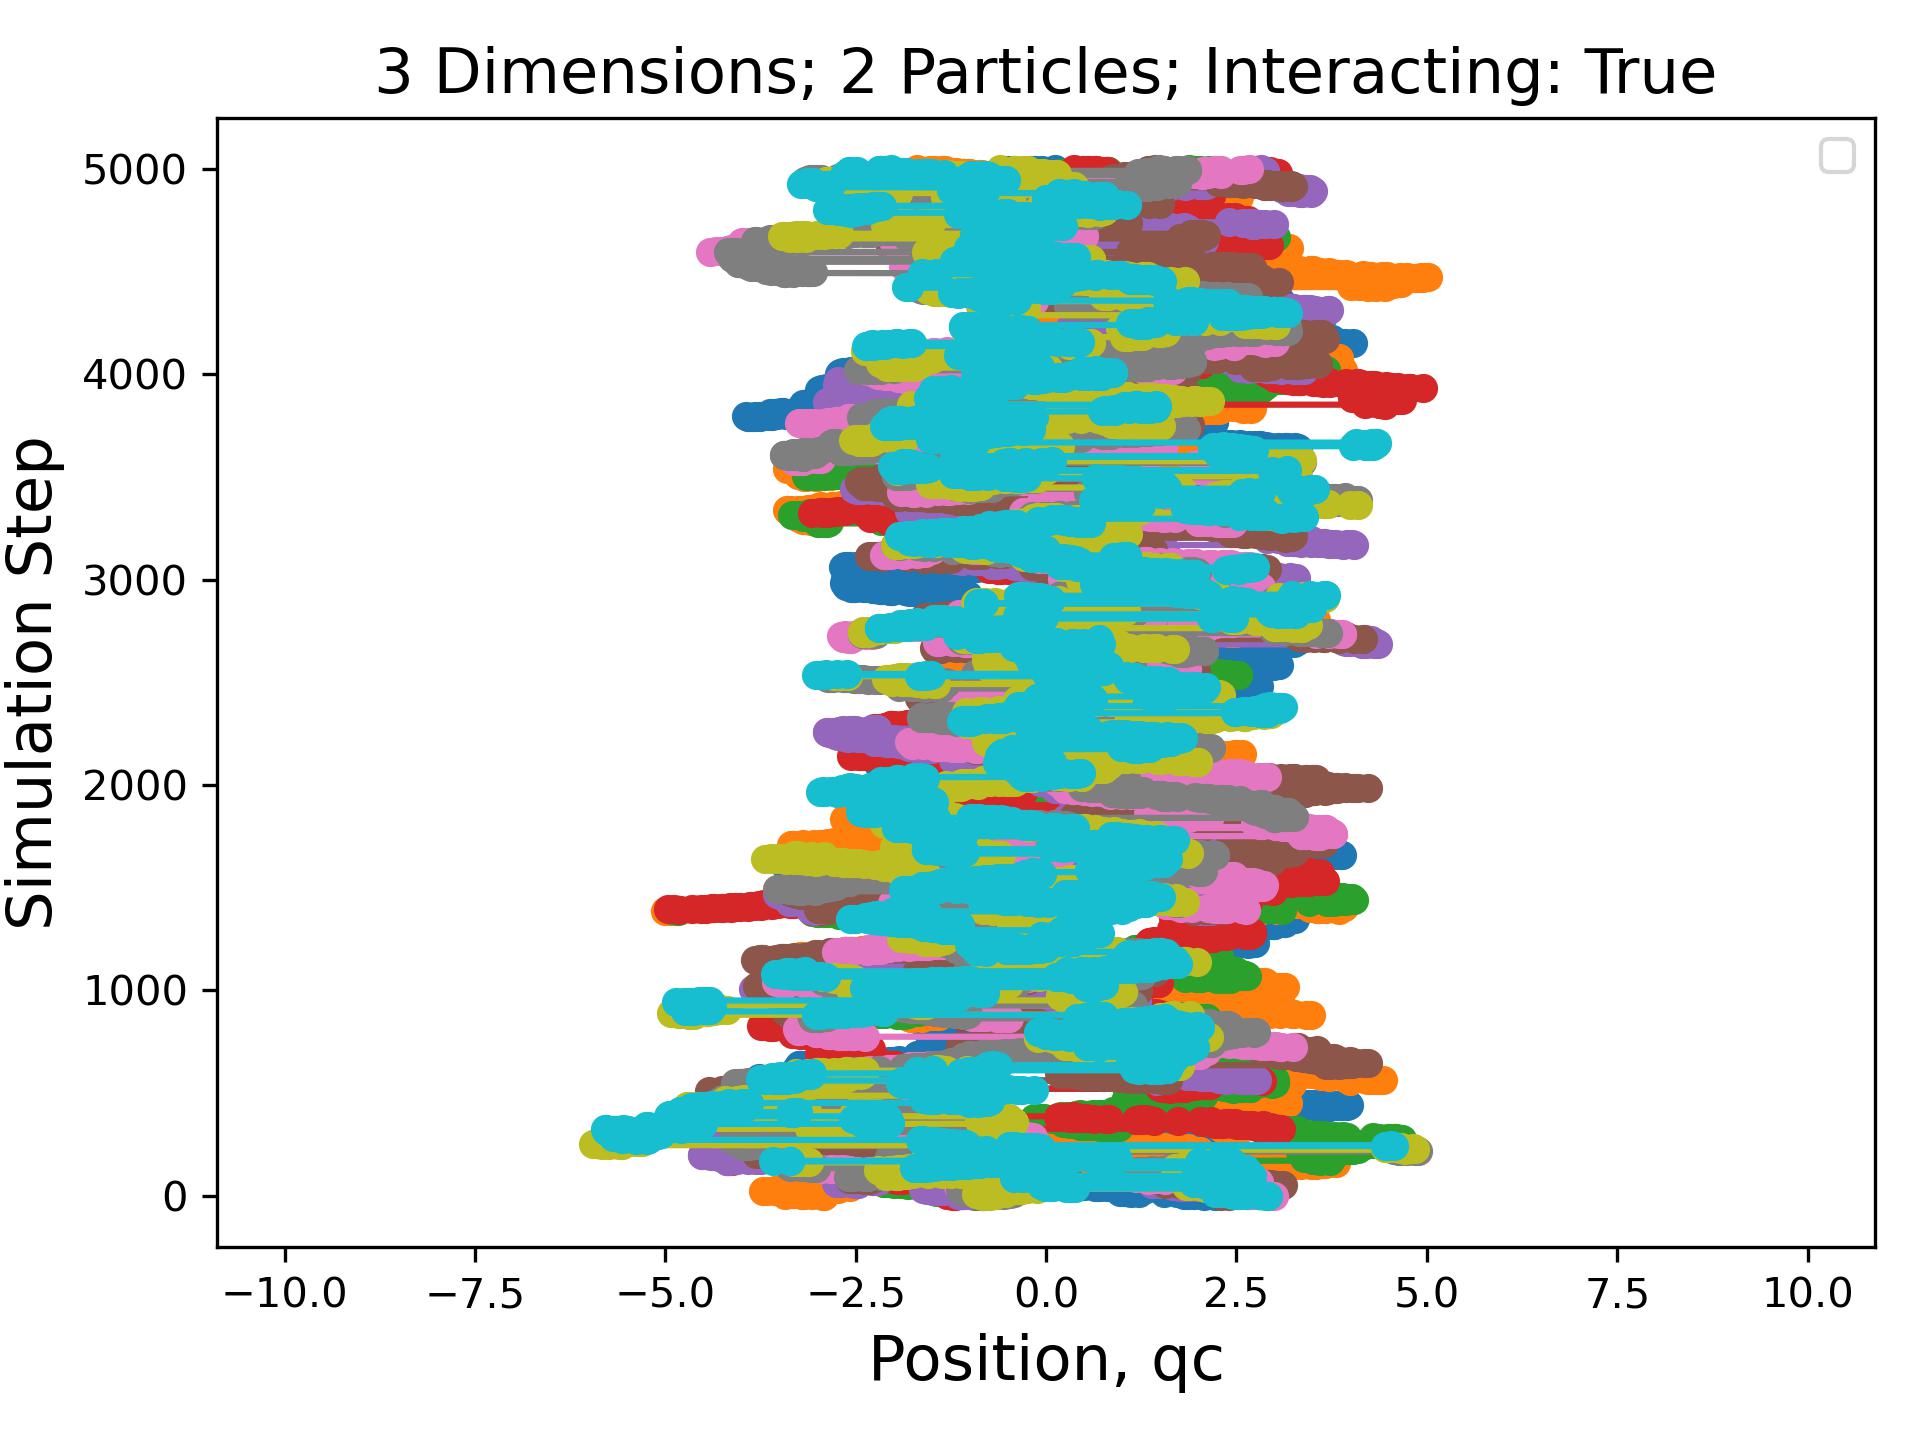 3 Dimensions; 2 Particles; Interacting: True
Simulation Step
5000
4000
3000
2000
1000
0
−10.0 −7.5 −5.0 −2.5 0.0 2.5 5.0 7.5 10.0
Position, qc